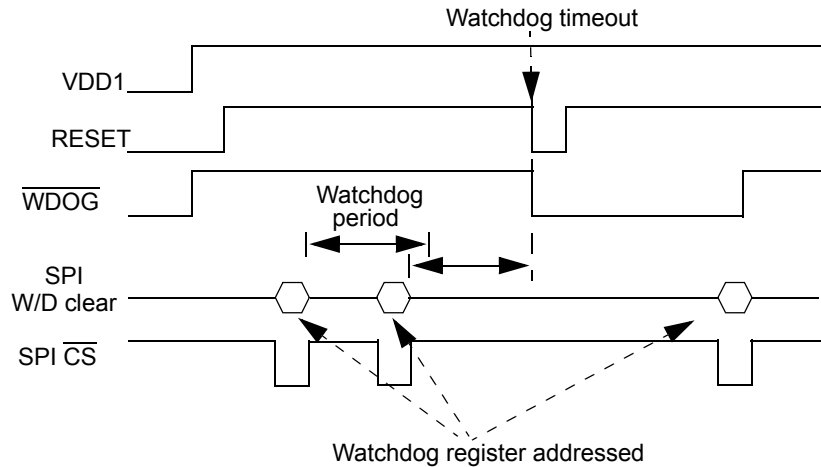 Watchdog timeout
VDD1
RESET
WDOG
Watchdog
period
SPI
W/D clear
SPI CS
Watchdog register addressed